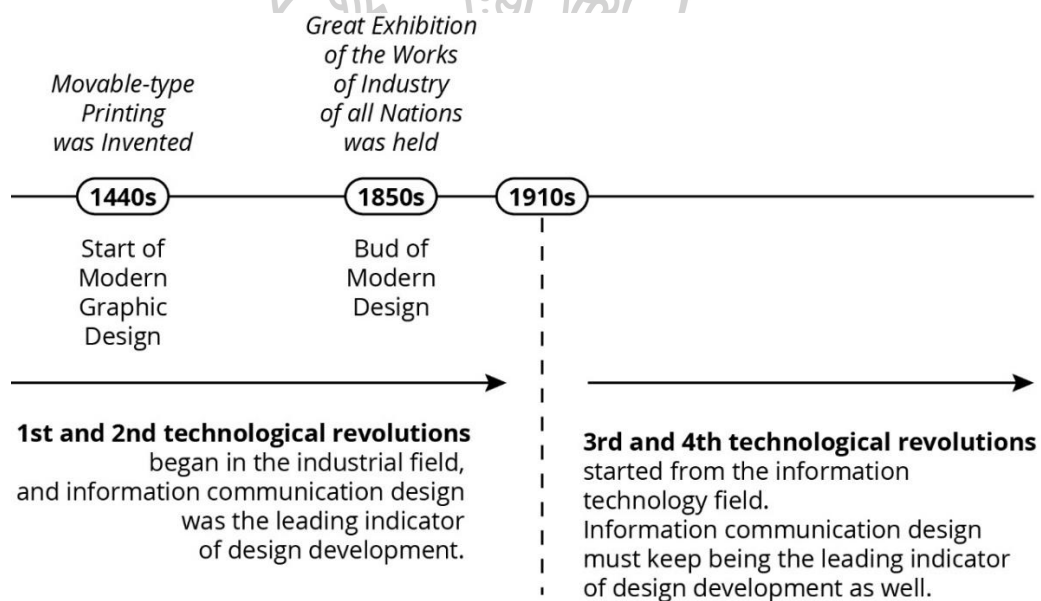 Great Exhibition
of the Works
of Industry
of all Nations
was held
Movable-type
Printing
was Invented
1440s
1850s
1910s
Start of
Modern
Graphic
Design
Bud of
Modern
Design
1st and 2nd technological revolutions
began in the industrial field,
and information communication design
was the leading indicator
of design development.
3rd and 4th technological revolutions
started from the information
technology field.
Information communication design
must keep being the leading indicator
of design development as well.